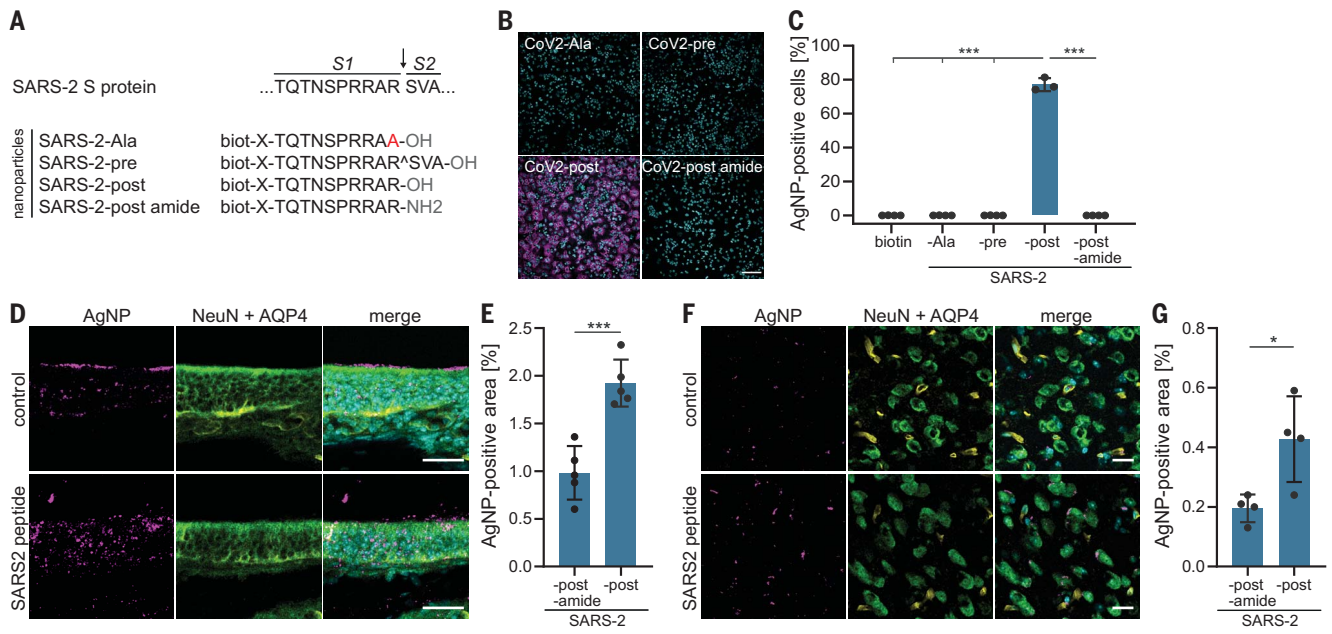 A
S1 ↓ S2
SARS-2 S protein ...TQTNSPRRAR SVA...
nanoparticles
SARS-2-Ala biot-X-TQTNSPRRAA-OH
SARS-2-pre biot-X-TQTNSPRRAR^SVA-OH
SARS-2-post biot-X-TQTNSPRRAR-OH
SARS-2-post amide biot-X-TQTNSPRRAR-NH2
B
CoV2-Ala CoV2-pre
CoV2-post CoV2-post amide
C
AgNP-positive cells [%]
100
80
60
40
20
0
*** ***
biotin -Ala -pre -post -post
-amide
SARS-2
D
AgNP NeuN + AQP4 merge
control
SARS2 peptide
E
AgNP-positive area [%]
2.5
2.0
1.5
1.0
0.5
0.0
***
-post -post
-amide
SARS-2
F
AgNP NeuN + AQP4 merge
control
SARS2 peptide
G
AgNP-positive area [%]
0.8
0.6
0.4
0.2
0.0
*
-post -post
-amide
SARS-2